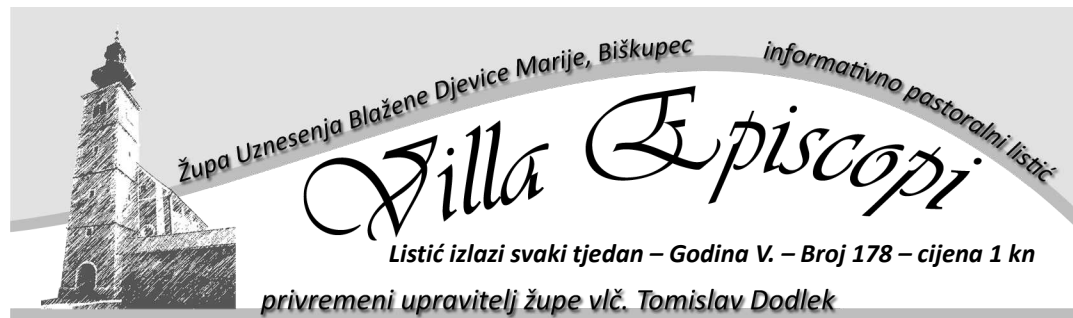 Župa Uznesenja Blažene Djevice Marije, Biškupec
informativno pastoralni listić
Villa Episcopi
Listić izlazi svaki tjedan – Godina V. – Broj 178 – cijena 1 kn
privremeni upravitelj župe vlč. Tomislav Dodlek